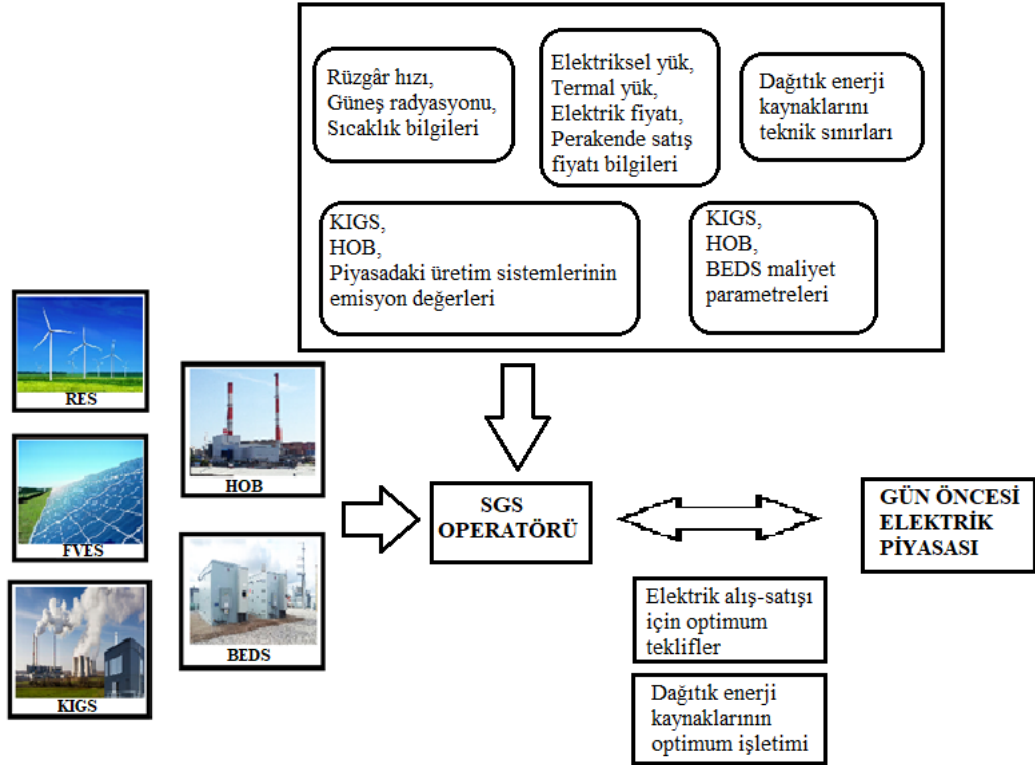 Rüzgâr hızı,
Güneş radyasyonu,
Sıcaklık bilgileri
Elektriksel yük,
Termal yük,
Elektrik fiyatı,
Perakende satış
fiyatı bilgileri
Dağıtık enerji
kaynaklarını
teknik sınırları
KIGS,
HOB,
Piyasadaki üretim sistemlerinin
emisyon değerleri
KIGS,
HOB,
BEDS maliyet
parametreleri
RES
HOB
FVES
BEDS
KIGS
SGS
OPERATÖRÜ
GÜN ÖNCESİ
ELEKTRİK
PİYASASI
Elektrik alış-satışı
için optimum
teklifler
Dağıtık enerji
kaynaklarının
optimum işletimi